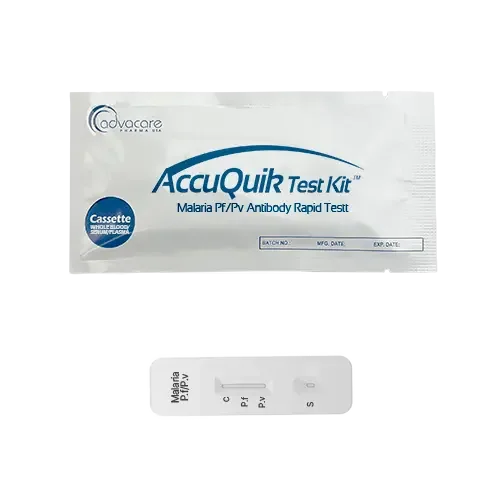 advacare
PHARMA USA
AccuQuik Test Kit™
Malaria Pf/Pv Antibody Rapid Testt
Cassette
WHOLE BLOOD/
SERUM/PLASMA
BATCH NO.: MFG. DATE: EXP. DATE:
Malaria
P.f/P.v
C
P.f
P.v
S